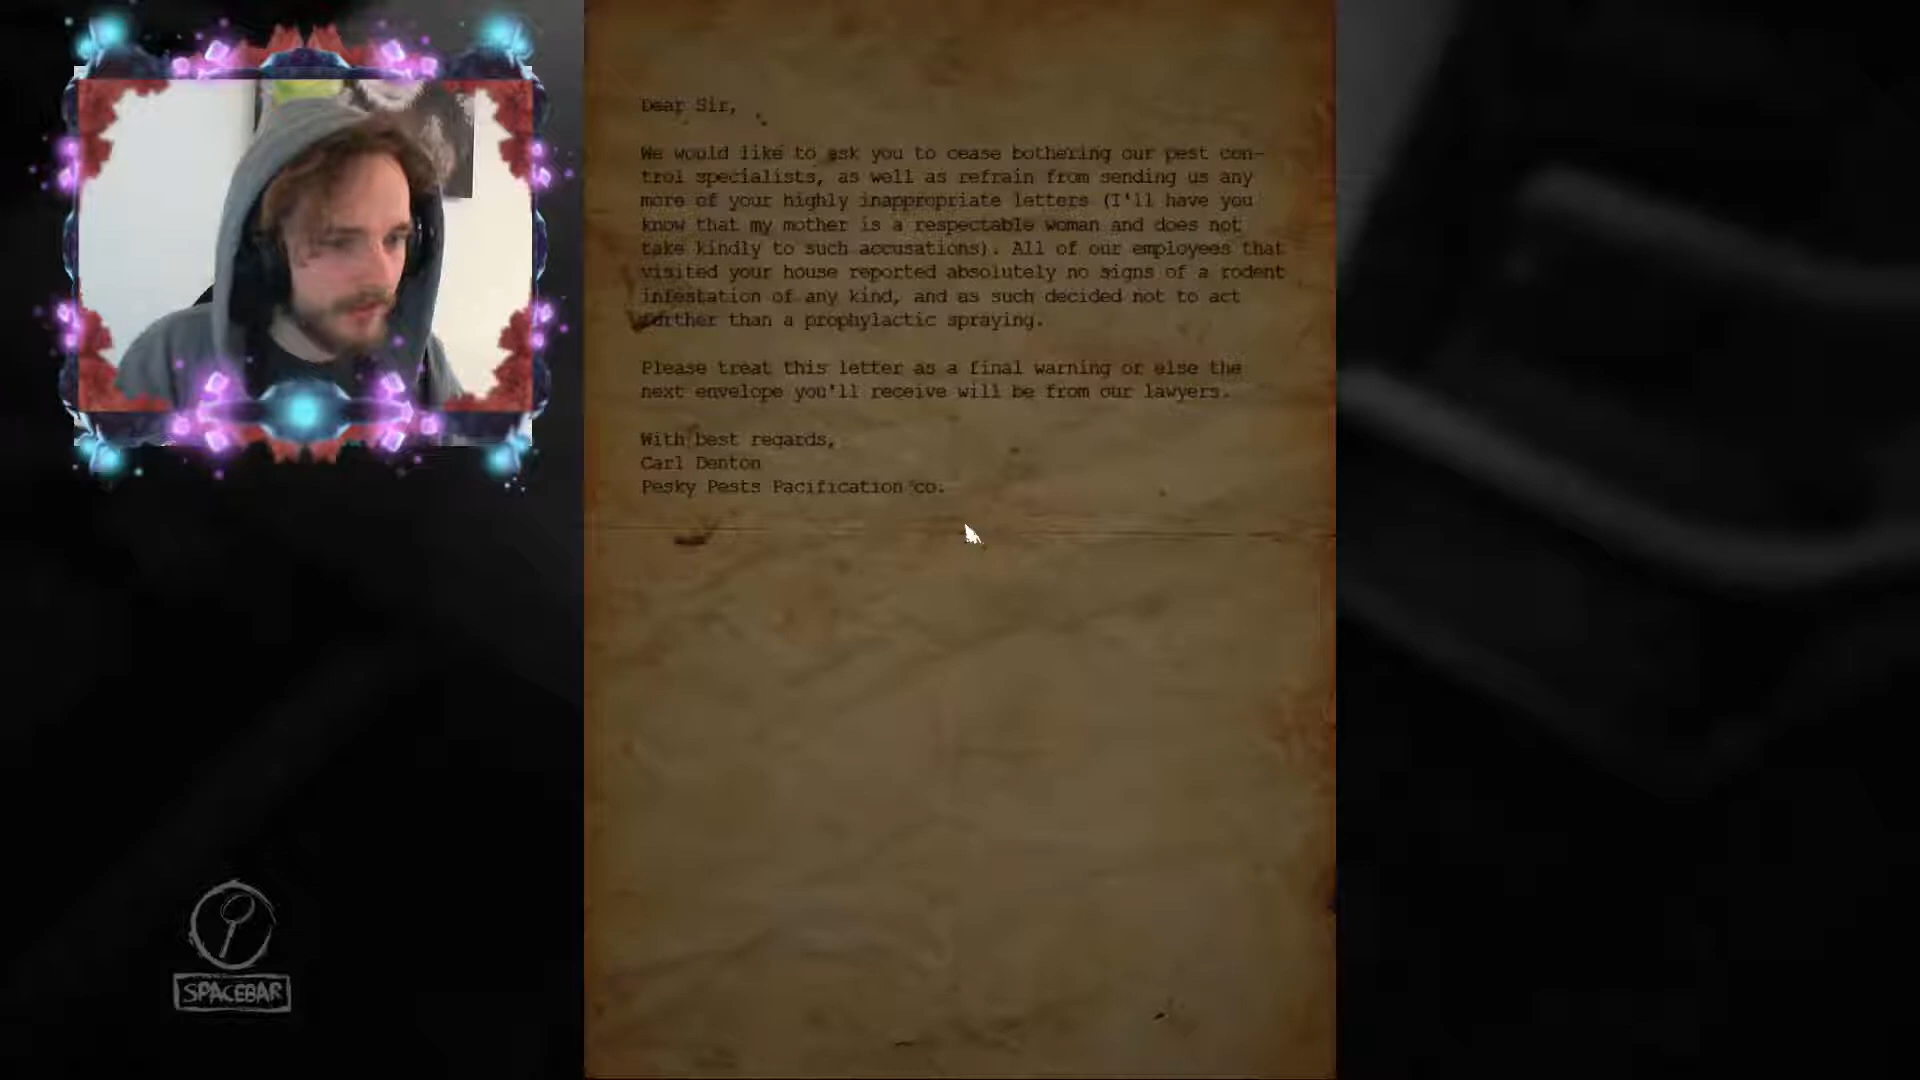 Dear Sir,
We would like to ask you to cease bothering our pest con-
trol specialists, as well as refrain from sending us any
more of your highly inappropriate letters (I'll have you
know that my mother is a respectable woman and does not
take kindly to such accusations). All of our employees that
visited your house reported absolutely no signs of a rodent
infestation of any kind, and as such decided not to act
further than a prophylactic spraying.
Please treat this letter as a final warning or else the
next envelope you'll receive will be from our lawyers.
With best regards,
Carl Denton
Pesky Pests Pacification co.
SPACEBAR